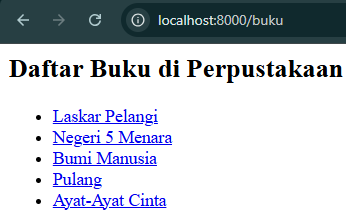 localhost:8000/buku
Daftar Buku di Perpustakaan
Laskar Pelangi
Negeri 5 Menara
Bumi Manusia
Pulang
Ayat-Ayat Cinta